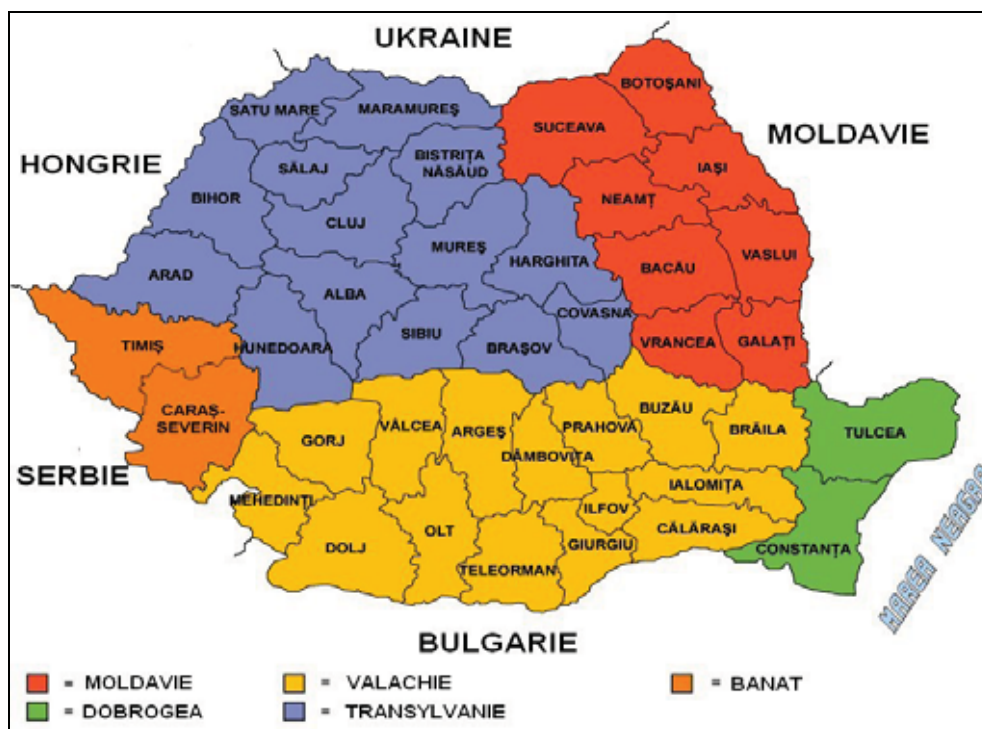 UKRAINE
BOTOȘANI
SATU MARE
MARAMUREȘ
SUCEAVA
MOLDAVIE
HONGRIE
SĂLAJ
BISTRIȚA
NĂSĂUD
IAȘI
BIHOR
NEAMȚ
CLUJ
MUREȘ
VASLUI
HARGHITA
BACĂU
ARAD
ALBA
COVASNA
TIMIȘ
HUNEDOARA
SIBIU
BRAȘOV
VRANCEA
GALAȚI
CARAȘ-
SEVERIN
GORJ
VÂLCEA
ARGEȘ
DÂMBOVIȚA
PRAHOVA
BUZĂU
BRĂILA
TULCEA
SERBIE
MEHEDINȚI
IALOMIȚA
ILFOV
CĂLĂRAȘI
DOLJ
OLT
TELEORMAN
GIURGIU
CONSTANȚA
MAREA NEAGRA
BULGARIE
= MOLDAVIE
= VALACHIE
= BANAT
= DOBROGEA
= TRANSYLVANIE